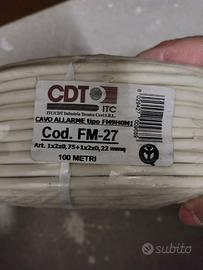 CDT
ITC
ITC/CDT Industria Tecnica Cavi S.R.L.
CAVO ALLARME tipo FM9HOM1
Cod. FM-27
Art. 1x2x0,75+1x2x0,22 mmq
100 METRI
subito